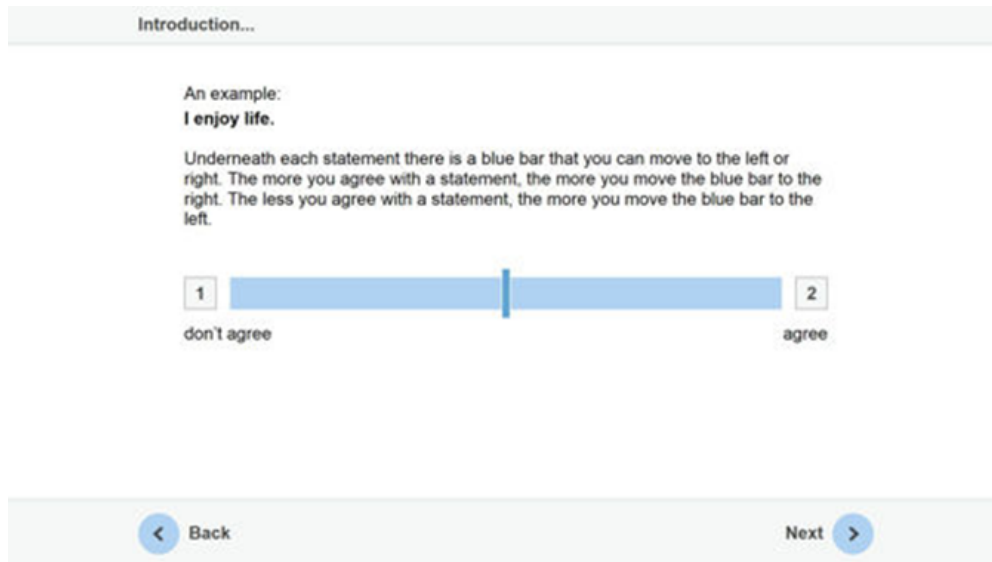 Introduction...
An example:
I enjoy life.
Underneath each statement there is a blue bar that you can move to the left or
right. The more you agree with a statement, the more you move the blue bar to the
right. The less you agree with a statement, the more you move the blue bar to the
left.
1 2
don't agree agree
Back Next